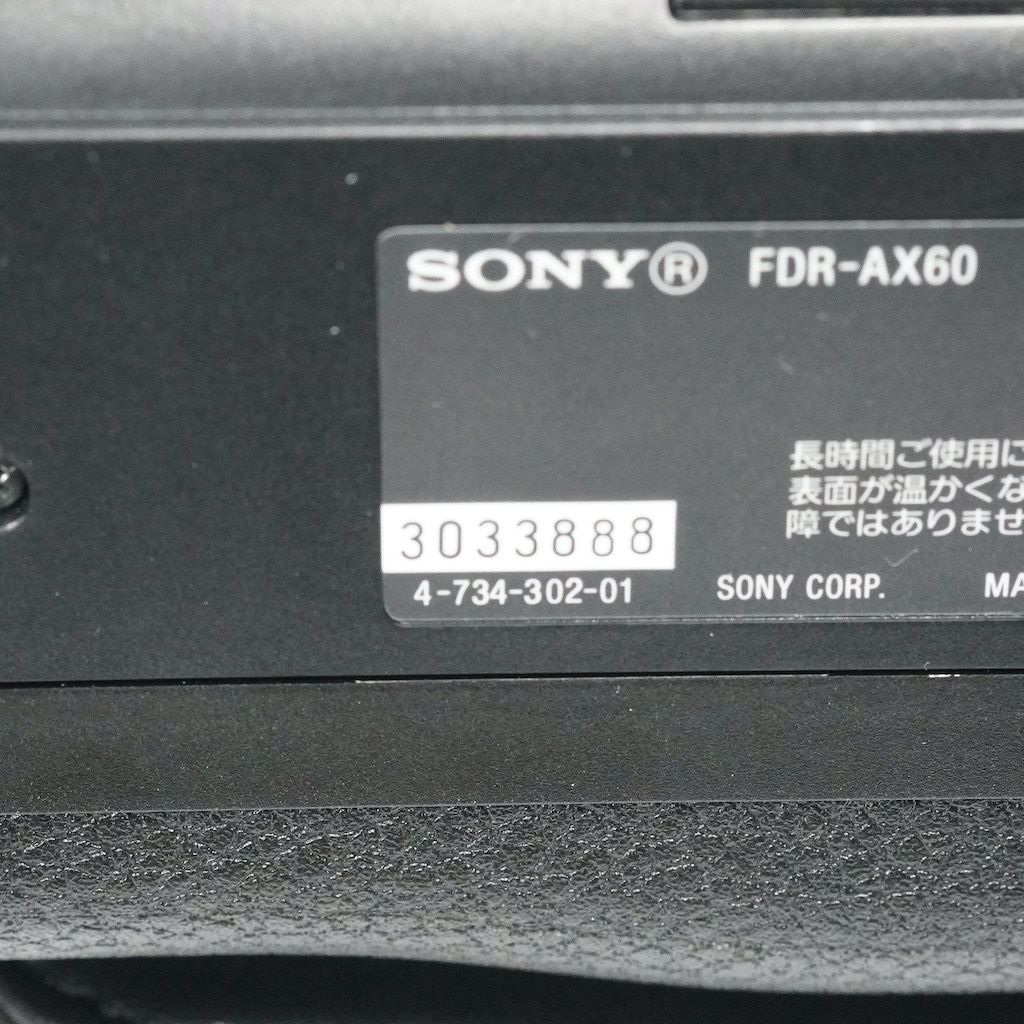 SONY® FDR-AX60
長時間ご使用に
表面が温かくな
障ではありませ
3033888
4-734-302-01 SONY CORP. MA